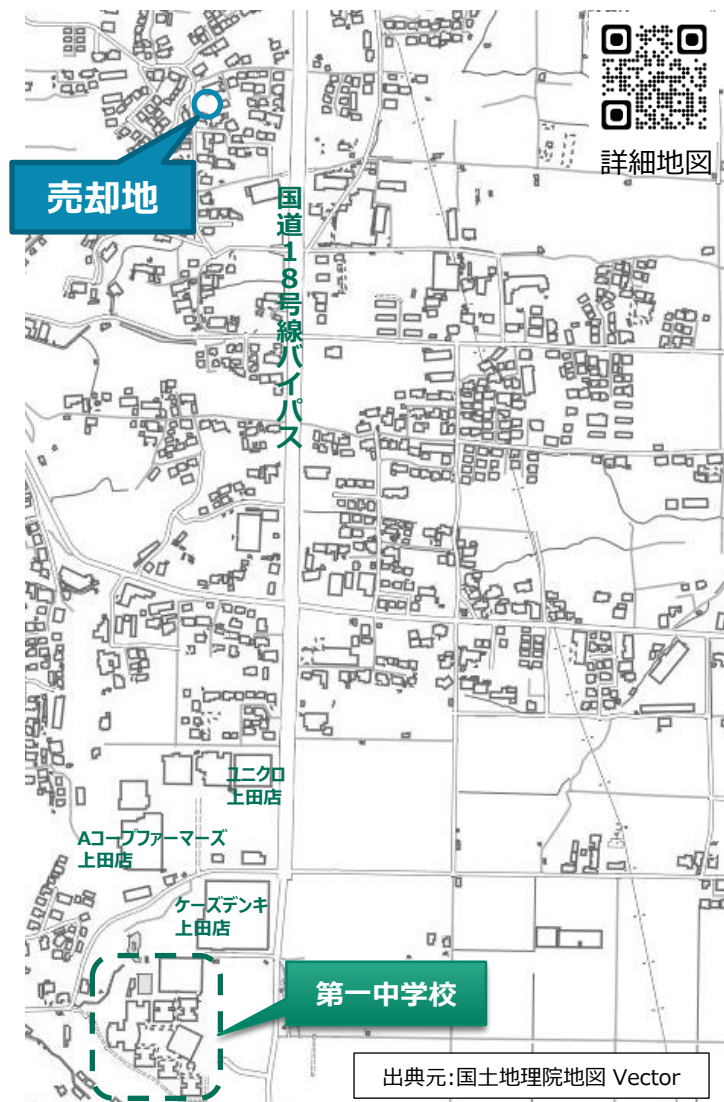 詳細地図
売却地
国道18号線バイパス
ユニクロ
上田店
Aコープファーマーズ
上田店
ケーズデンキ
上田店
第一中学校
出典元:国土地理院地図 Vector